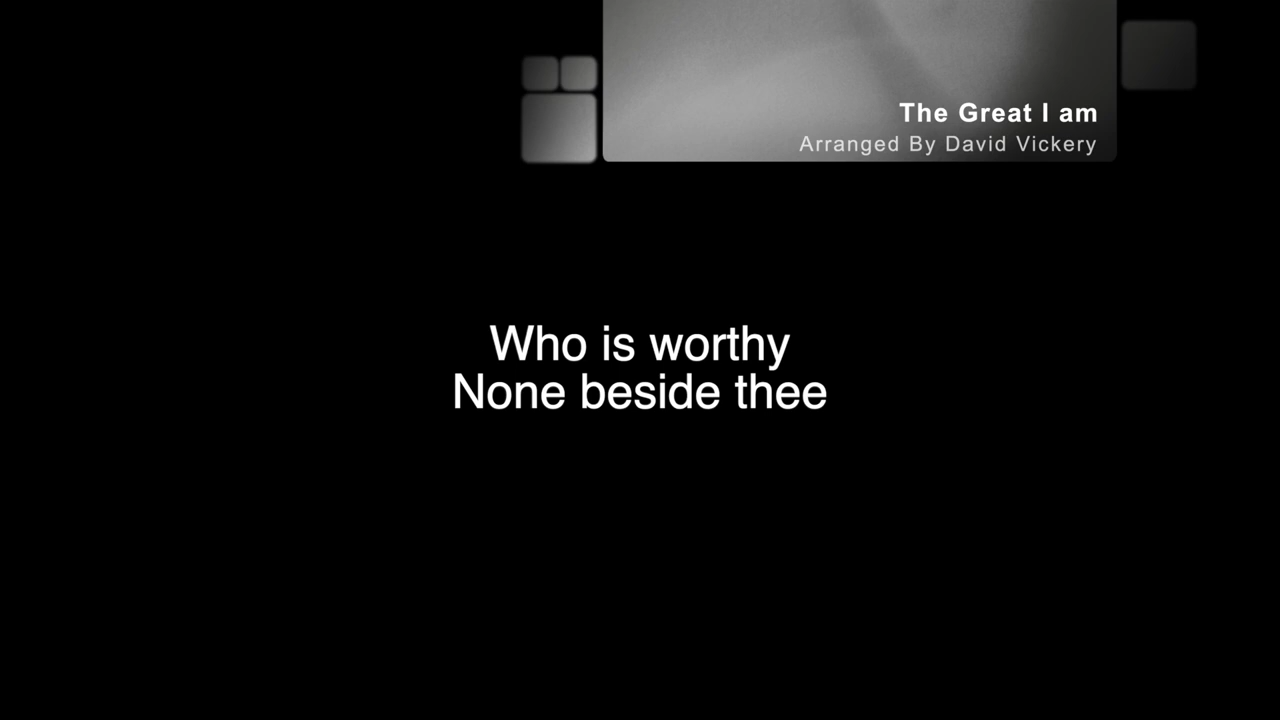 The Great I am
Arranged By David Vickery
Who is worthy
None beside thee